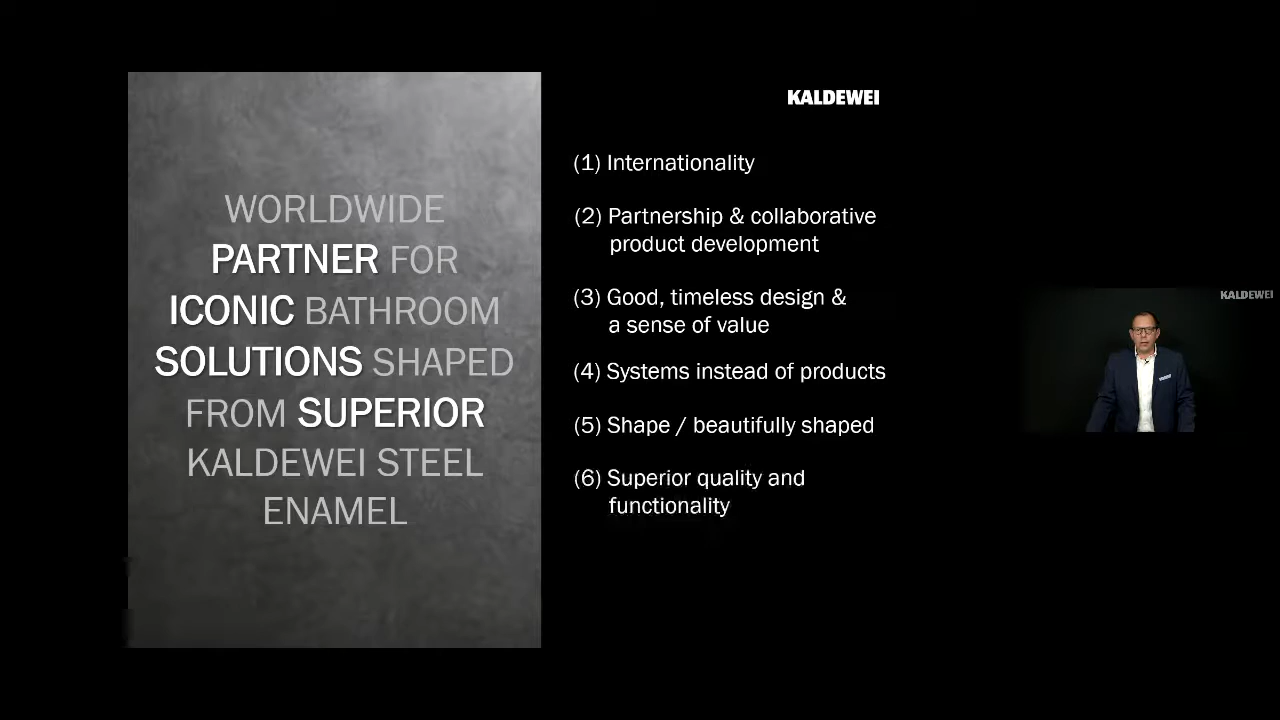 WORLDWIDE
PARTNER FOR
ICONIC BATHROOM
SOLUTIONS SHAPED
FROM SUPERIOR
KALDEWEI STEEL
ENAMEL
KALDEWEI
(1) Internationality
(2) Partnership & collaborative
product development
(3) Good, timeless design &
a sense of value
(4) Systems instead of products
(5) Shape / beautifully shaped
(6) Superior quality and
functionality
KALDEWEI